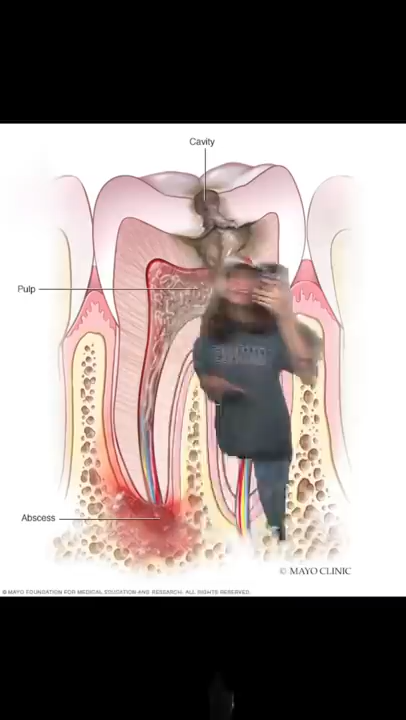 Cavity
Pulp
Abscess
© MAYO CLINIC
© MAYO FOUNDATION FOR MEDICAL EDUCATION AND RESEARCH. ALL RIGHTS RESERVED.